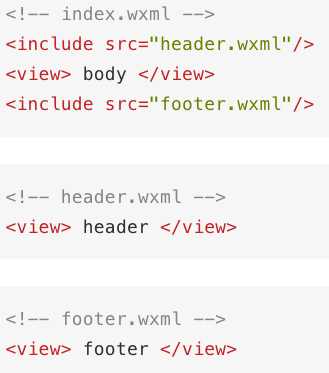 <!-- index.wxml -->
<include src="header.wxml"/>
<view> body </view>
<include src="footer.wxml"/>
<!-- header.wxml -->
<view> header </view>
<!-- footer.wxml -->
<view> footer </view>